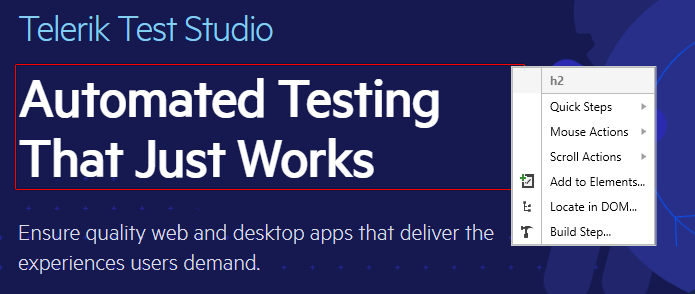 Telerik Test Studio
Automated Testing
That Just Works
Ensure quality web and desktop apps that deliver the
experiences users demand.
h2
Quick Steps
Mouse Actions
Scroll Actions
Add to Elements...
Locate in DOM...
Build Step...